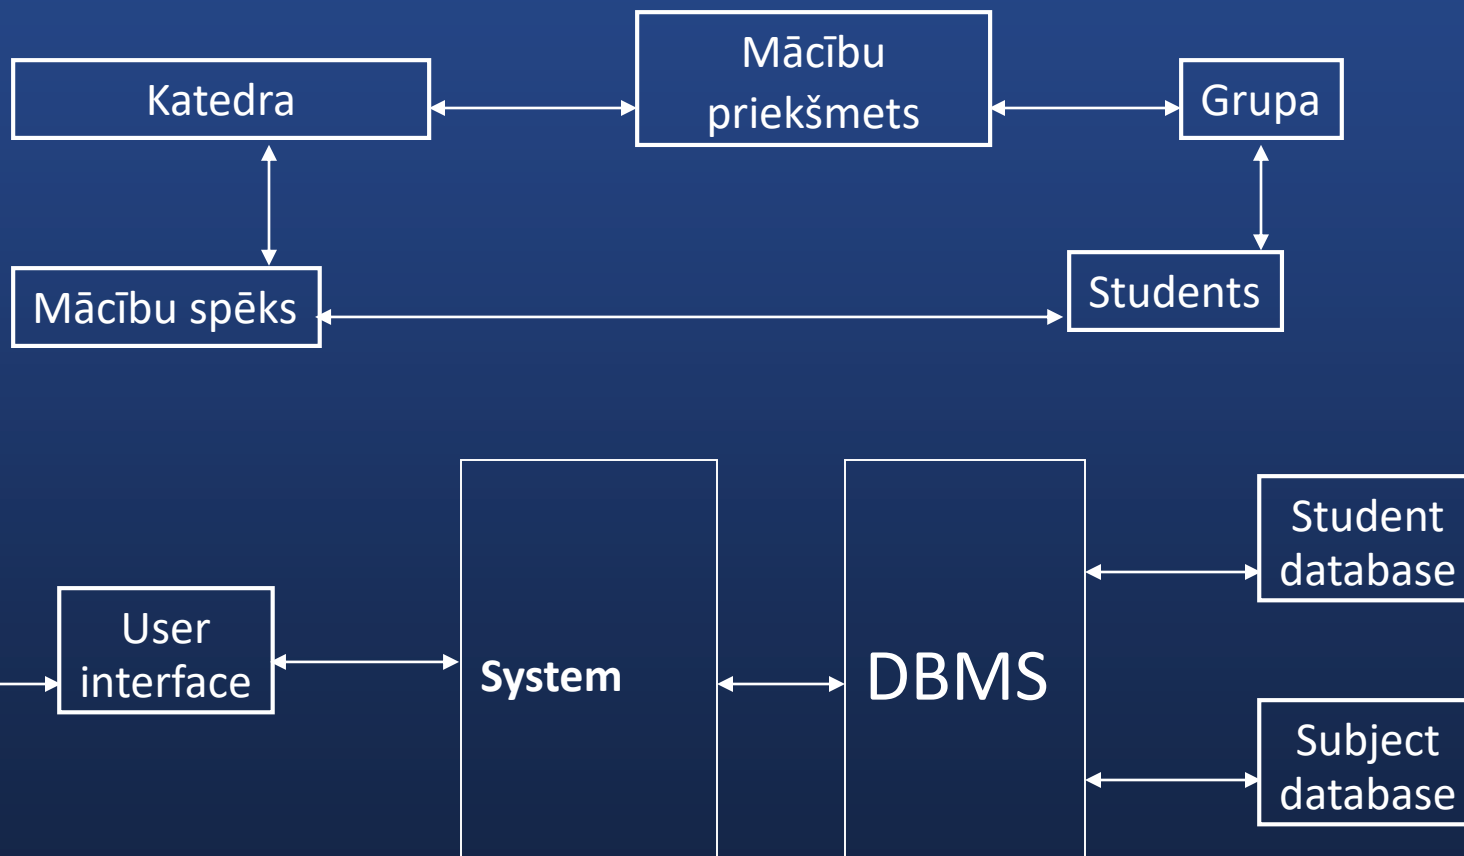 Katedra
Mācību
priekšmets
Grupa
Mācību spēks
Students
User
interface
System
DBMS
Student
database
Subject
database